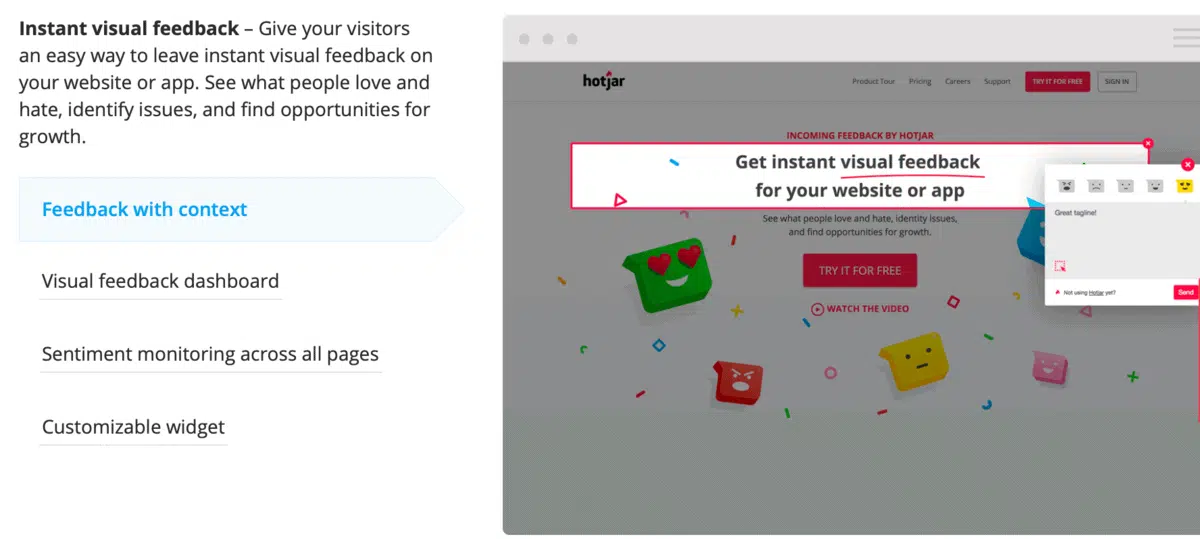 Instant visual feedback – Give your visitors
an easy way to leave instant visual feedback on
your website or app. See what people love and
hate, identify issues, and find opportunities for
growth.
Feedback with context
Visual feedback dashboard
Sentiment monitoring across all pages
Customizable widget
hotjar
Product Tour Pricing Careers Support TRY IT FOR FREE SIGN IN
INCOMING FEEDBACK BY HOTJAR
Get instant visual feedback
for your website or app
See what people love and hate, identity issues,
and find opportunities for growth.
TRY IT FOR FREE
WATCH THE VIDEO
Great tagline!
Not using Hotjar yet?
Send